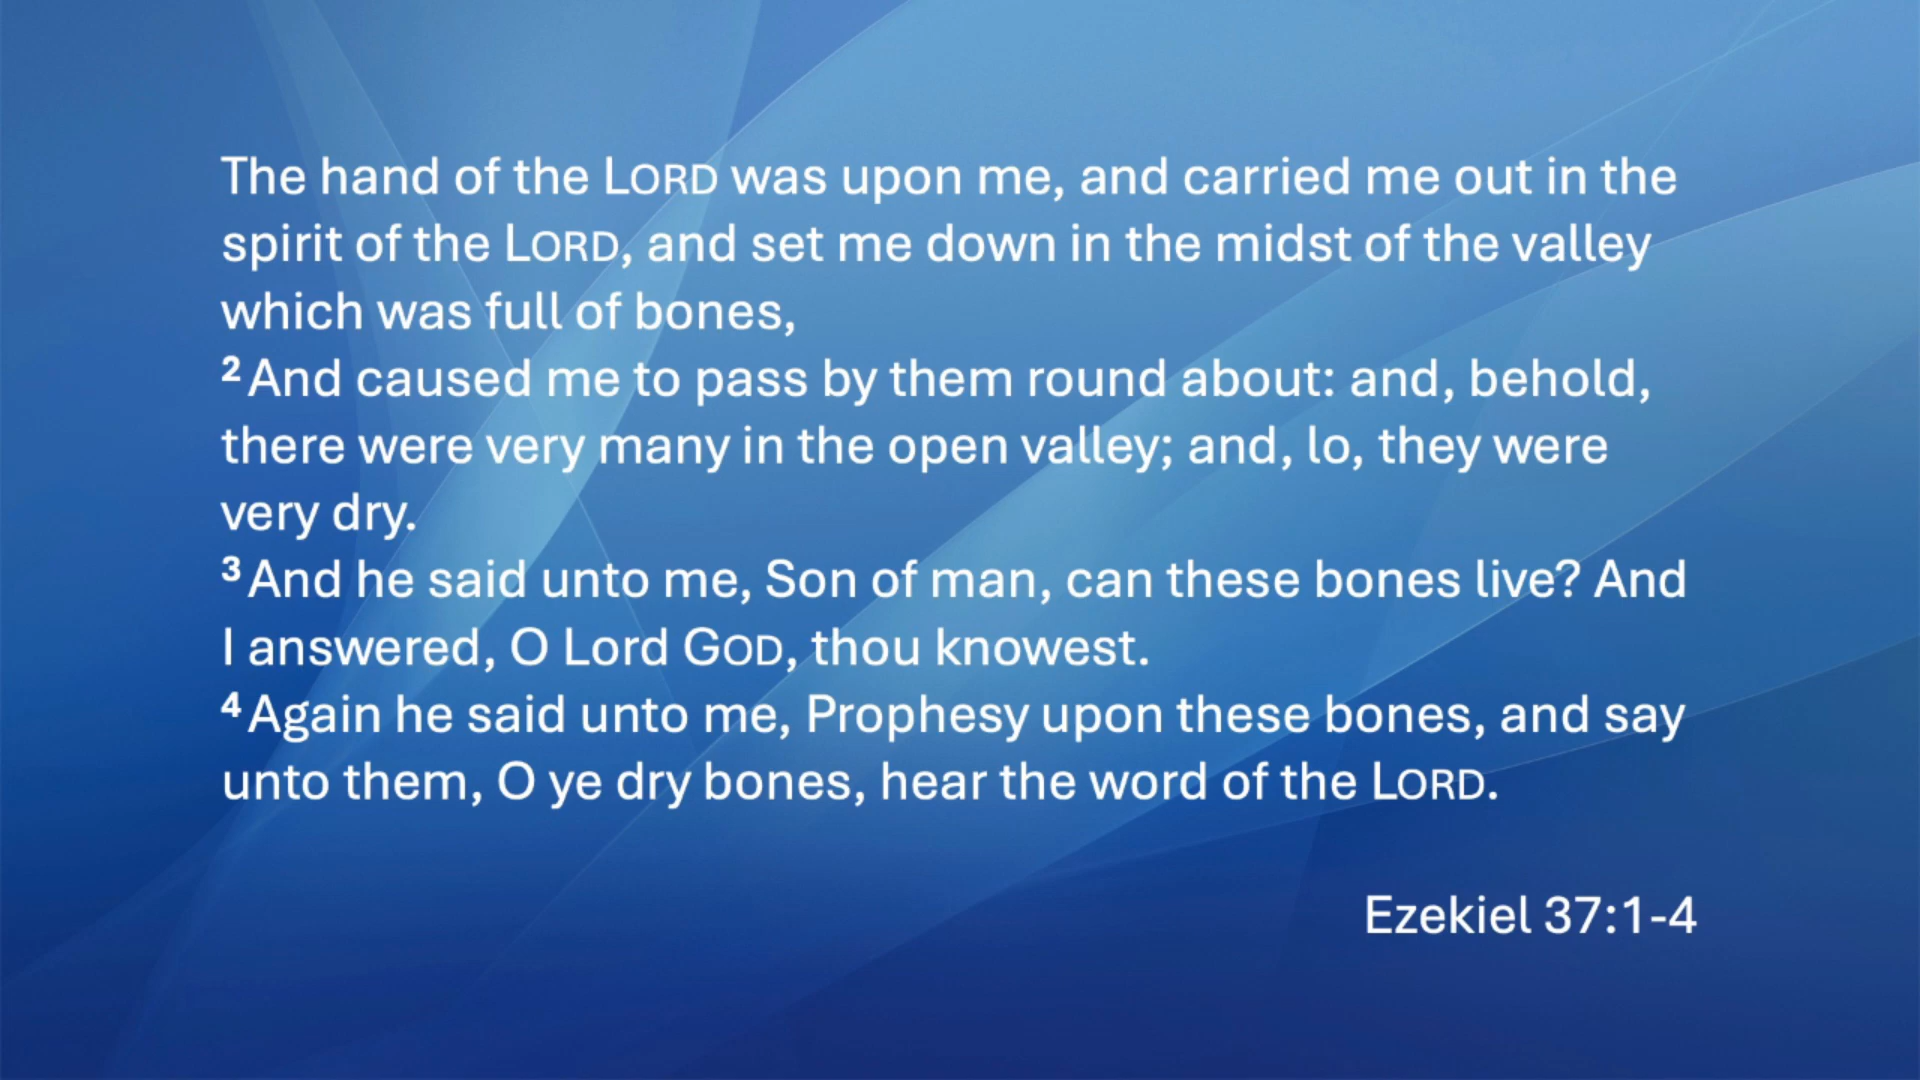 The hand of the LORD was upon me, and carried me out in the
spirit of the LORD, and set me down in the midst of the valley
which was full of bones,
² And caused me to pass by them round about: and, behold,
there were very many in the open valley; and, lo, they were
very dry.
³ And he said unto me, Son of man, can these bones live? And
I answered, O Lord GOD, thou knowest.
⁴ Again he said unto me, Prophesy upon these bones, and say
unto them, O ye dry bones, hear the word of the LORD.
Ezekiel 37:1-4